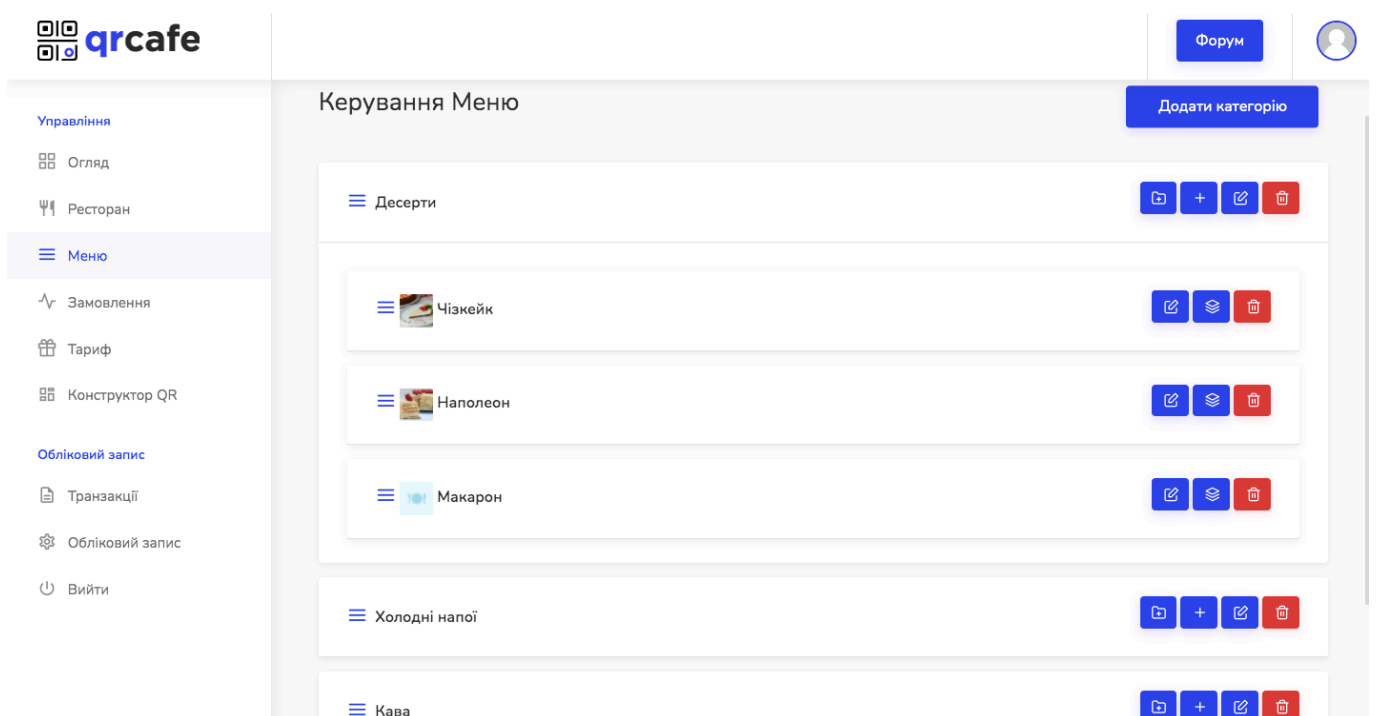 qrcafe
Форум
Управління
Огляд
Ресторан
Меню
Замовлення
Тариф
Конструктор QR
Обліковий запис
Транзакції
Обліковий запис
Вийти
Керування Меню
Додати категорію
Десерти
Чізкейк
Наполеон
Макарон
Холодні напої
Кава